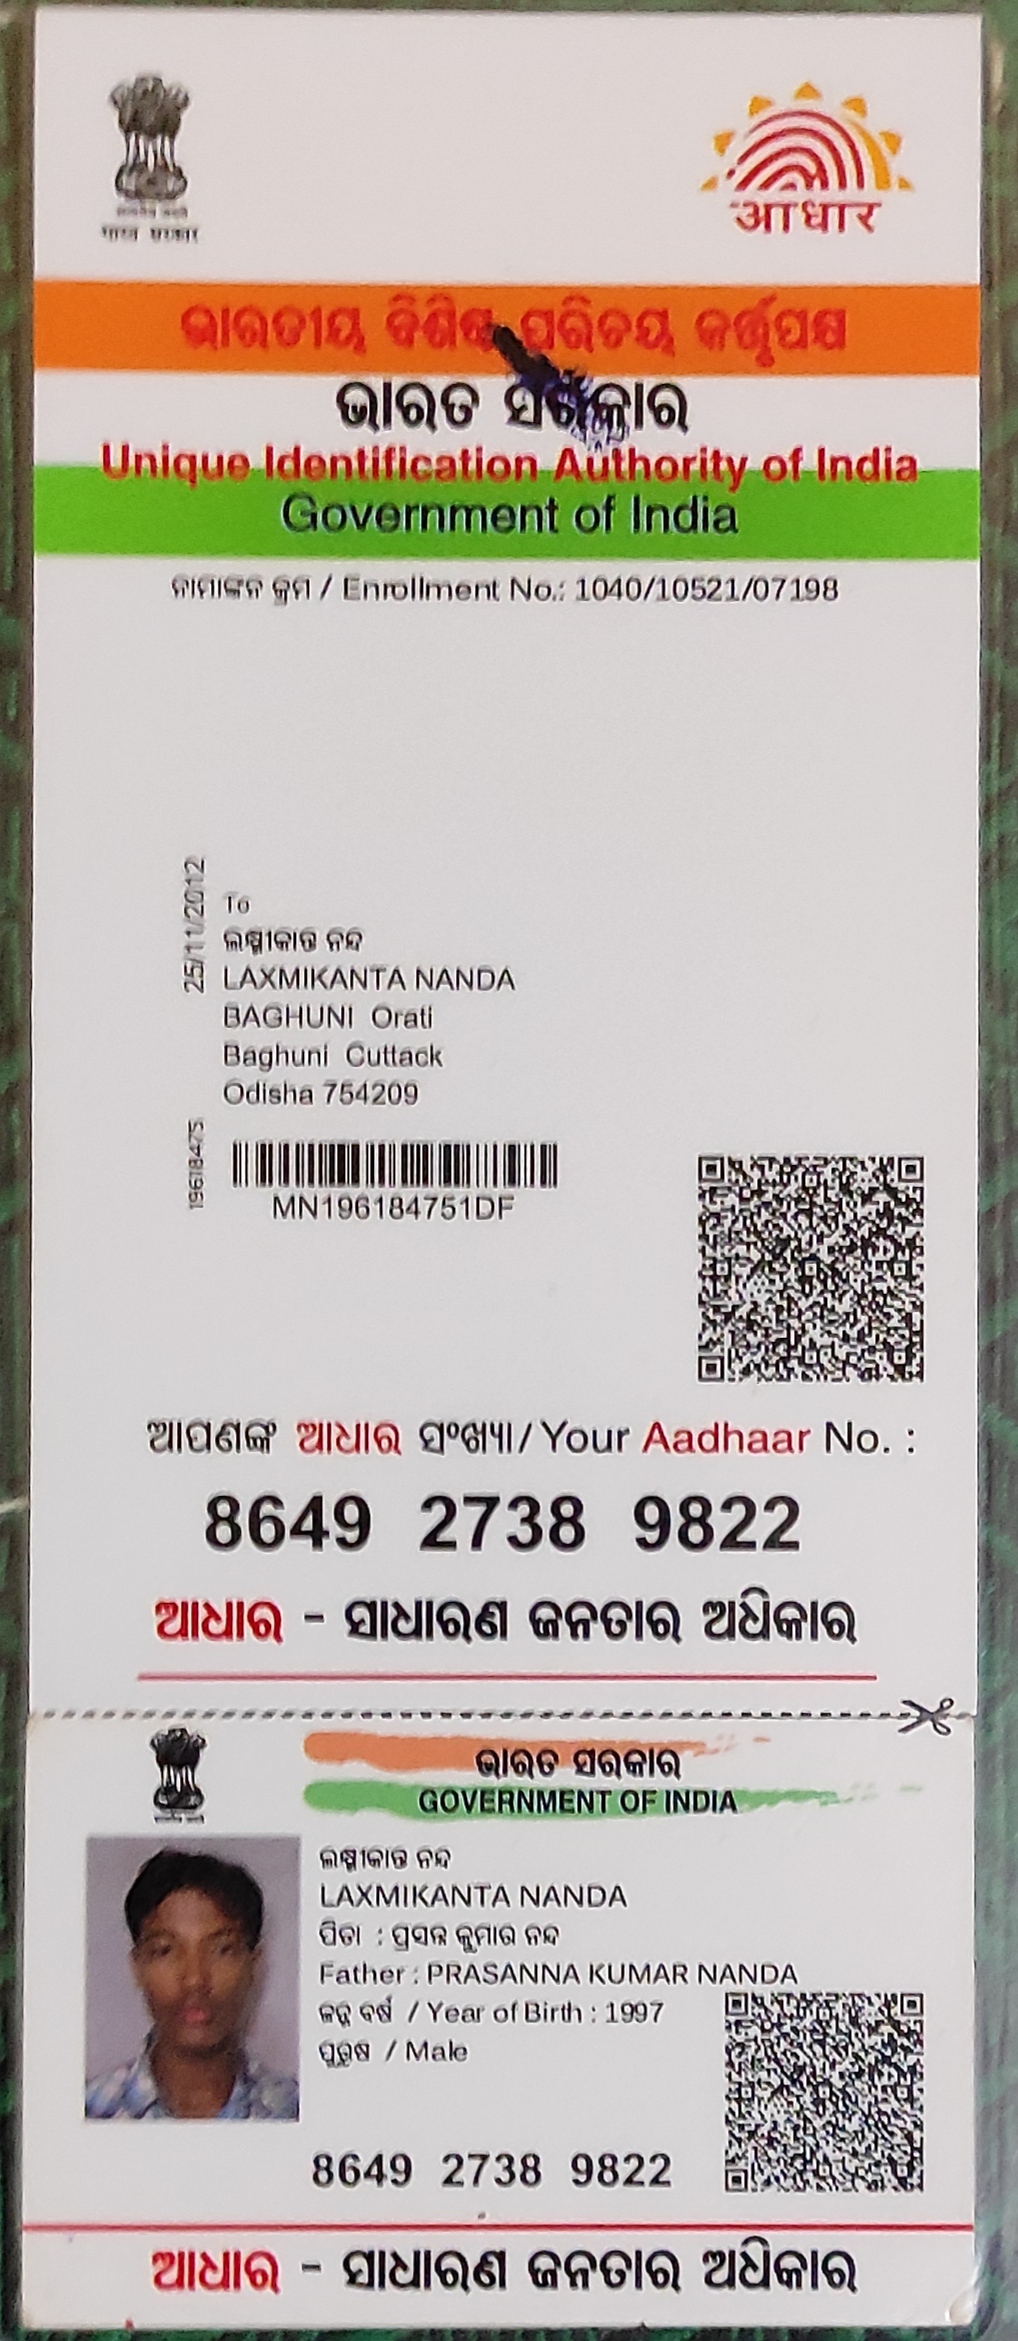 भारत सरकार
आधार
ଭାରତୀୟ ବିଶିଷ୍ଟ ପରିଚୟ କର୍ତ୍ତୃପକ୍ଷ
ଭାରତ ସରକାର
Unique Identification Authority of India
Government of India
ନାମାଙ୍କନ କ୍ରମ / Enrollment No.: 1040/10521/07198
25/11/2012
To
ଲକ୍ଷ୍ମୀକାନ୍ତ ନନ୍ଦ
LAXMIKANTA NANDA
BAGHUNI Orati
Baghuni Cuttack
Odisha 754209
19618475
MN196184751DF
ଆପଣଙ୍କ ଆଧାର ସଂଖ୍ୟା/Your Aadhaar No. :
8649 2738 9822
ଆଧାର - ସାଧାରଣ ଜନତାର ଅଧିକାର
ଭାରତ ସରକାର
GOVERNMENT OF INDIA
ଲକ୍ଷ୍ମୀକାନ୍ତ ନନ୍ଦ
LAXMIKANTA NANDA
ପିତା : ପ୍ରସନ୍ନ କୁମାର ନନ୍ଦ
Father : PRASANNA KUMAR NANDA
ଜନ୍ମ ବର୍ଷ / Year of Birth : 1997
ପୁରୁଷ / Male
8649 2738 9822
ଆଧାର - ସାଧାରଣ ଜନତାର ଅଧିକାର